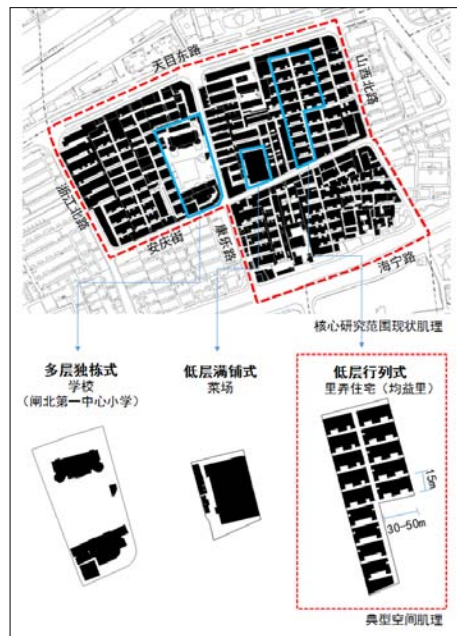 天目东路
山西北路
浙江北路
安庆街
康乐路
海宁路
核心研究范围现状肌理
多层独栋式
学校
(闸北第一中心小学)
低层满铺式
菜场
低层行列式
里弄住宅(均益里)
15m
30-50m
典型空间肌理